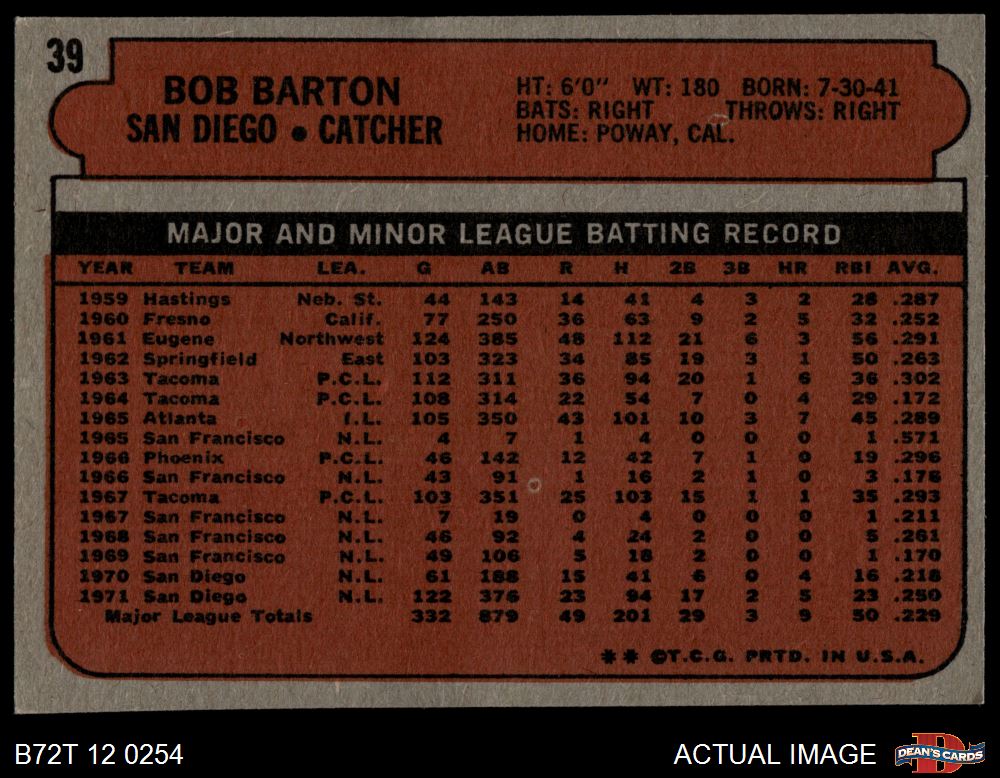 39
BOB BARTON
SAN DIEGO • CATCHER
HT: 6'0" WT: 180 BORN: 7-30-41
BATS: RIGHT THROWS: RIGHT
HOME: POWAY, CAL.
MAJOR AND MINOR LEAGUE BATTING RECORD
YEAR TEAM LEA. G AB R H 2B 3B HR RBI AVG.
1959 Hastings Neb. St. 44 143 14 41 4 3 2 28 .287
1960 Fresno Calif. 77 250 36 63 9 2 5 32 .252
1961 Eugene Northwest 124 385 48 112 21 6 3 56 .291
1962 Springfield East 103 323 34 85 19 3 1 50 .263
1963 Tacoma P.C.L. 112 311 36 94 20 1 6 36 .302
1964 Tacoma P.C.L. 108 314 22 54 7 0 4 29 .172
1965 Atlanta I.L. 105 350 43 101 10 3 7 45 .289
1965 San Francisco N.L. 4 7 1 4 0 0 0 1 .571
1966 Phoenix P.C.L. 46 142 12 42 7 1 0 19 .296
1966 San Francisco N.L. 43 91 1 16 2 1 0 3 .176
1967 Tacoma P.C.L. 103 351 25 103 15 1 1 35 .293
1967 San Francisco N.L. 7 19 0 4 0 0 0 1 .211
1968 San Francisco N.L. 46 92 4 24 2 0 0 5 .261
1969 San Francisco N.L. 49 106 5 18 2 0 0 1 .170
1970 San Diego N.L. 61 188 15 41 6 0 4 16 .218
1971 San Diego N.L. 122 376 23 94 17 2 5 23 .250
Major League Totals 332 879 49 201 29 3 9 50 .229
* * ©T.C.G. PRTD. IN U.S.A.
B72T 12 0254
ACTUAL IMAGE
DEAN'S CARDS